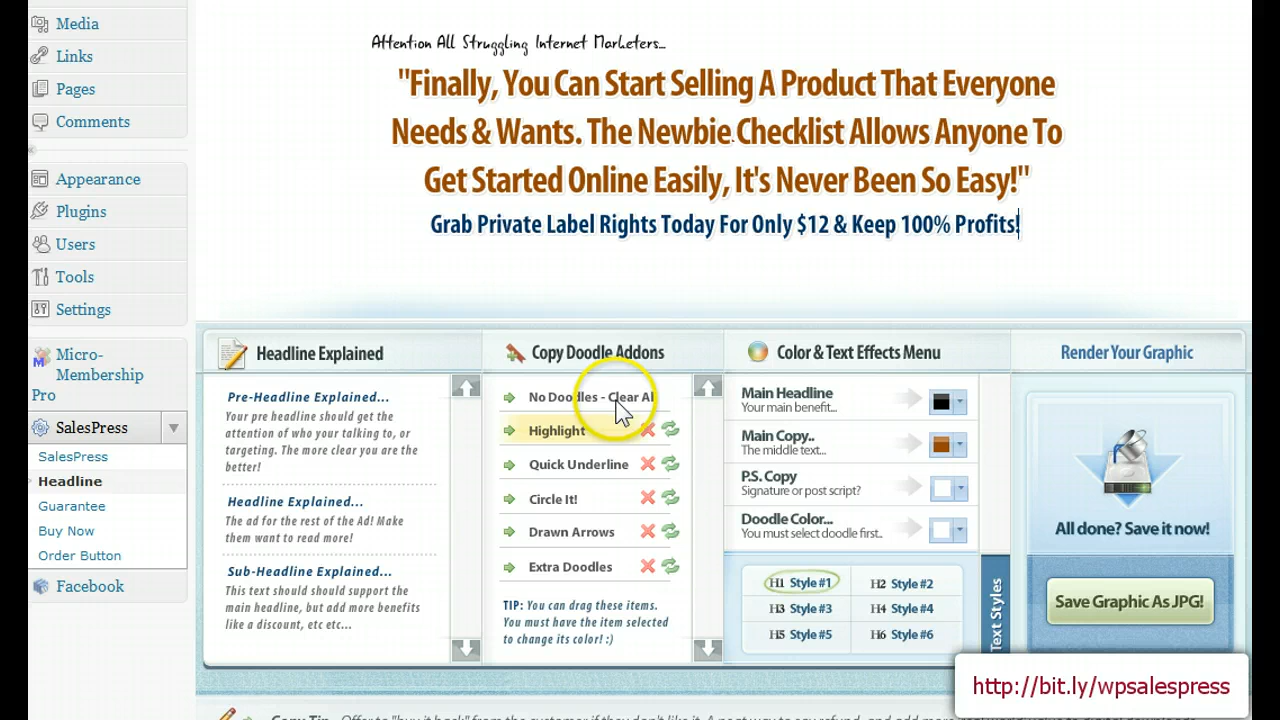 Media
Links
Pages
Comments
Appearance
Plugins
Users
Tools
Settings
Micro-
Membership
Pro
SalesPress
SalesPress
Headline
Guarantee
Buy Now
Order Button
Facebook
Attention All Struggling Internet Marketers...
"Finally, You Can Start Selling A Product That Everyone
Needs & Wants. The Newbie Checklist Allows Anyone To
Get Started Online Easily, It's Never Been So Easy!"
Grab Private Label Rights Today For Only $12 & Keep 100% Profits!
Headline Explained
Pre-Headline Explained...
Your pre headline should get the
attention of who your talking to, or
targeting. The more clear you are the
better!
Headline Explained...
The ad for the rest of the Ad! Make
them want to read more!
Sub-Headline Explained...
This text should should support the
main headline, but add more benefits
like a discount, etc etc...
Copy Doodle Addons
No Doodles - Clear Al
Highlight
Quick Underline
Circle It!
Drawn Arrows
Extra Doodles
TIP: You can drag these items.
You must have the item selected
to change its color! :)
Color & Text Effects Menu
Main Headline
Your main benefit...
Main Copy..
The middle text...
P.S. Copy
Signature or post script?
Doodle Color...
You must select doodle first..
H1 Style #1 H2 Style #2
H3 Style #3 H4 Style #4
H5 Style #5 H6 Style #6
Text Styles
Render Your Graphic
All done? Save it now!
Save Graphic As JPG!
http://bit.ly/wpsalespress
Copy Tip